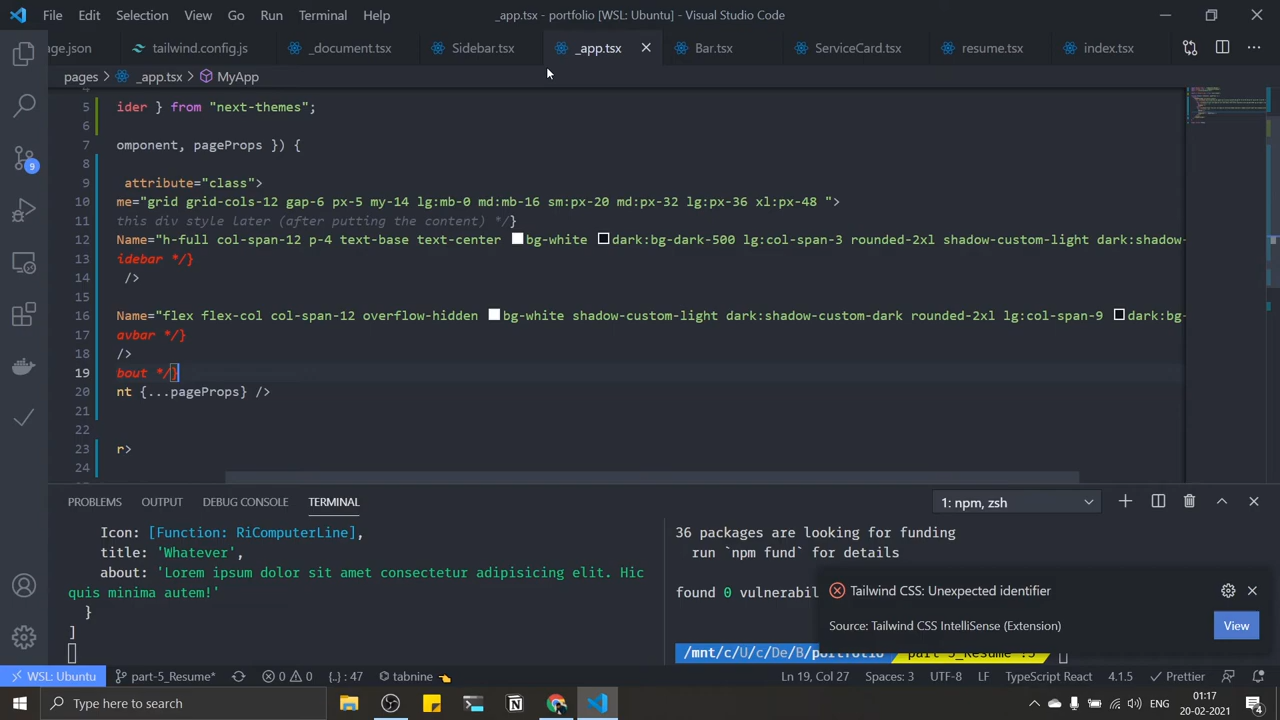 File Edit Selection View Go Run Terminal Help
_app.tsx - portfolio [WSL: Ubuntu] - Visual Studio Code
ge.json tailwind.config.js _document.tsx Sidebar.tsx _app.tsx Bar.tsx ServiceCard.tsx resume.tsx index.tsx
pages > _app.tsx > MyApp
4
5 ider } from "next-themes";
6
7 omponent, pageProps }) {
8
9 attribute="class">
10 me="grid grid-cols-12 gap-6 px-5 my-14 lg:mb-0 md:mb-16 sm:px-20 md:px-32 lg:px-36 xl:px-48 ">
11 this div style later (after putting the content) */}
12 Name="h-full col-span-12 p-4 text-base text-center bg-white dark:bg-dark-500 lg:col-span-3 rounded-2xl shadow-custom-light dark:shadow
13 idebar */}
14 />
15
16 Name="flex flex-col col-span-12 overflow-hidden bg-white shadow-custom-light dark:shadow-custom-dark rounded-2xl lg:col-span-9 dark:bg-
17 avbar */}
18 />
19 bout */}
20 nt {...pageProps} />
21
22
23 r>
24
9
PROBLEMS OUTPUT DEBUG CONSOLE TERMINAL
1: npm, zsh
Icon: [Function: RiComputerLine],
title: 'Whatever',
about: 'Lorem ipsum dolor sit amet consectetur adipisicing elit. Hic
quis minima autem!'
}
]
36 packages are looking for funding
run `npm fund` for details
found 0 vulnerabil
/mnt/c/U/c/De/B/portfolio part-5_Resume
Tailwind CSS: Unexpected identifier
Source: Tailwind CSS IntelliSense (Extension)
View
WSL: Ubuntu part-5_Resume* 0 0 {..} : 47 tabnine Ln 19, Col 27 Spaces: 3 UTF-8 LF TypeScript React 4.1.5 Prettier
Type here to search
ENG
01:17
20-02-2021
4